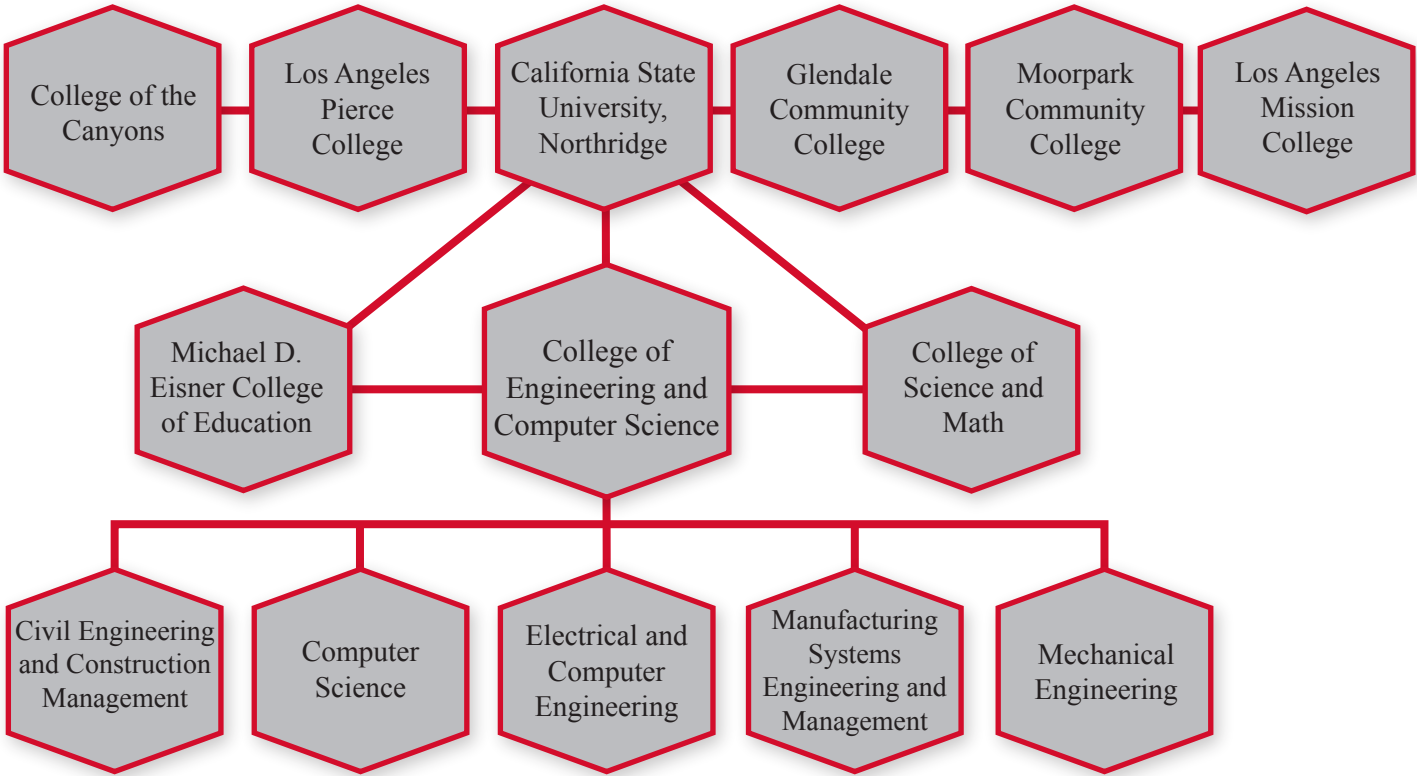 College of the
Canyons
Los Angeles
Pierce
College
California State
University,
Northridge
Glendale
Community
College
Moorpark
Community
College
Los Angeles
Mission
College
Michael D.
Eisner College
of Education
College of
Engineering and
Computer Science
College of
Science and
Math
Civil Engineering
and Construction
Management
Computer
Science
Electrical and
Computer
Engineering
Manufacturing
Systems
Engineering and
Management
Mechanical
Engineering